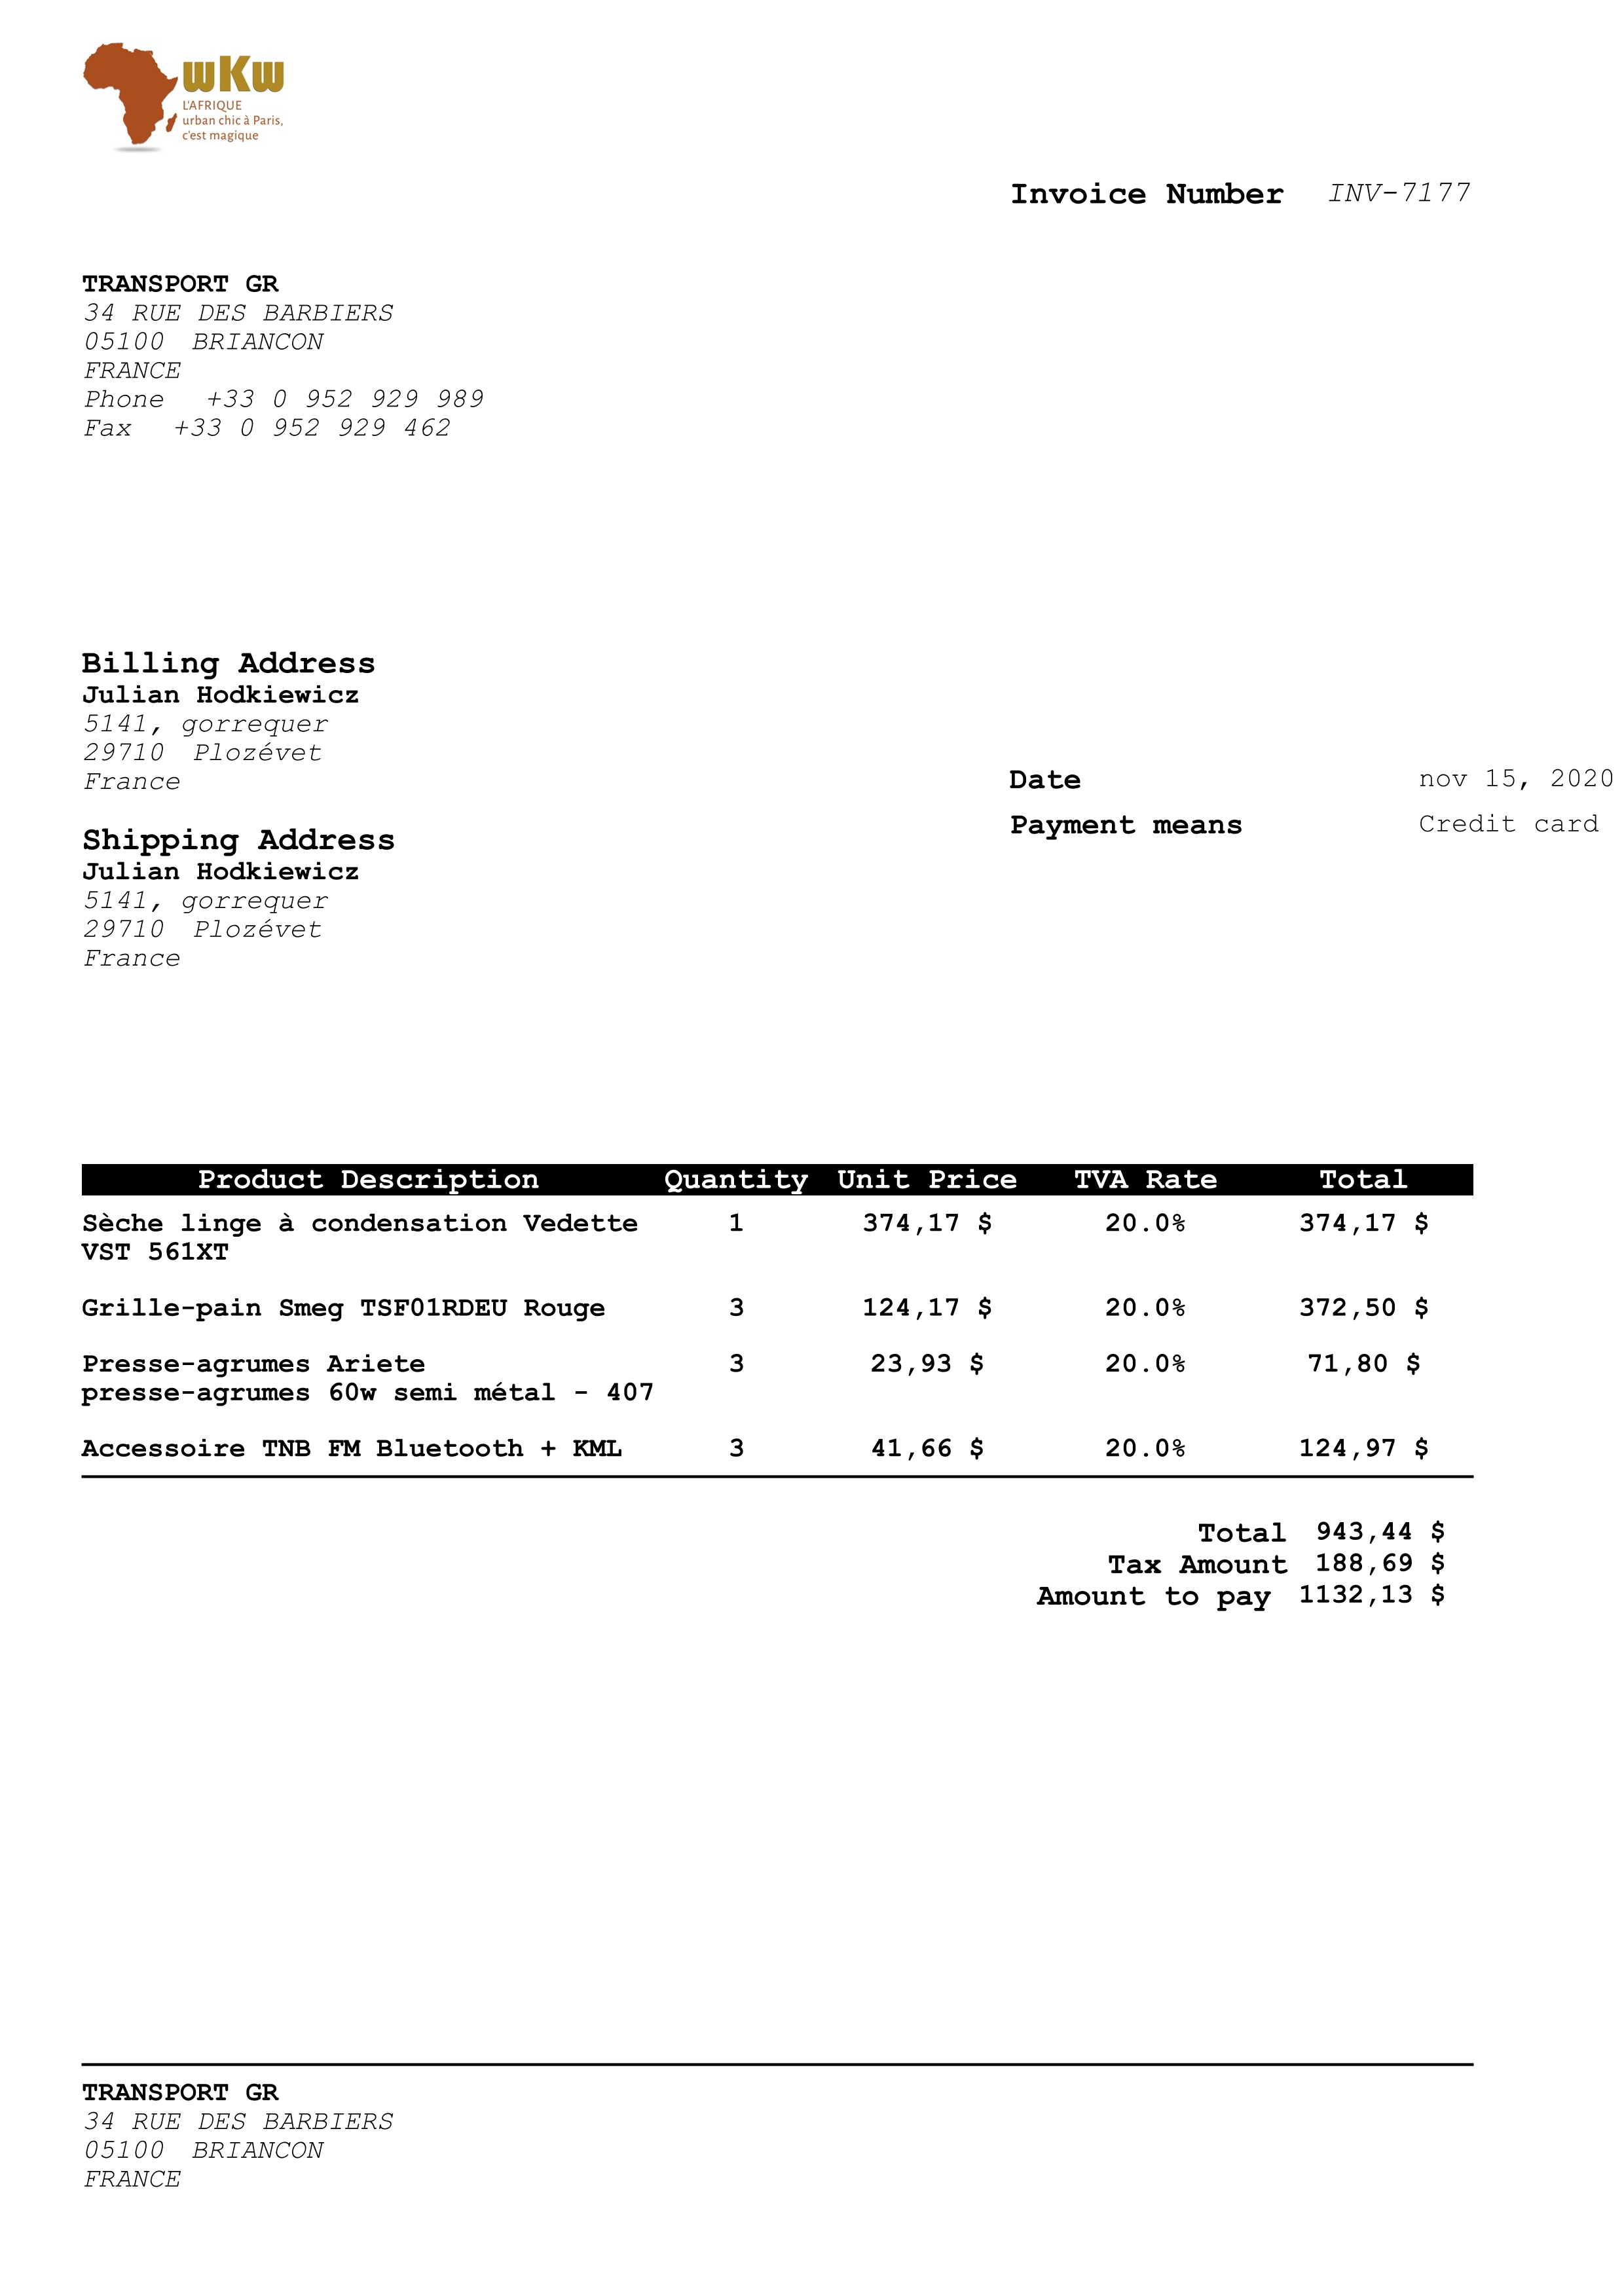 wKw
L'AFRIQUE
urban chic à Paris,
c'est magique
Invoice Number INV-7177
TRANSPORT GR
34 RUE DES BARBIERS
05100 BRIANCON
FRANCE
Phone +33 0 952 929 989
Fax +33 0 952 929 462
Billing Address
Julian Hodkiewicz
5141, gorrequer
29710 Plozévet
France
Date nov 15, 2020
Payment means Credit card
Shipping Address
Julian Hodkiewicz
5141, gorrequer
29710 Plozévet
France
Product Description Quantity Unit Price TVA Rate Total
Sèche linge à condensation Vedette 1 374,17 $ 20.0% 374,17 $
VST 561XT
Grille-pain Smeg TSF01RDEU Rouge 3 124,17 $ 20.0% 372,50 $
Presse-agrumes Ariete 3 23,93 $ 20.0% 71,80 $
presse-agrumes 60w semi métal - 407
Accessoire TNB FM Bluetooth + KML 3 41,66 $ 20.0% 124,97 $
Total 943,44 $
Tax Amount 188,69 $
Amount to pay 1132,13 $
TRANSPORT GR
34 RUE DES BARBIERS
05100 BRIANCON
FRANCE